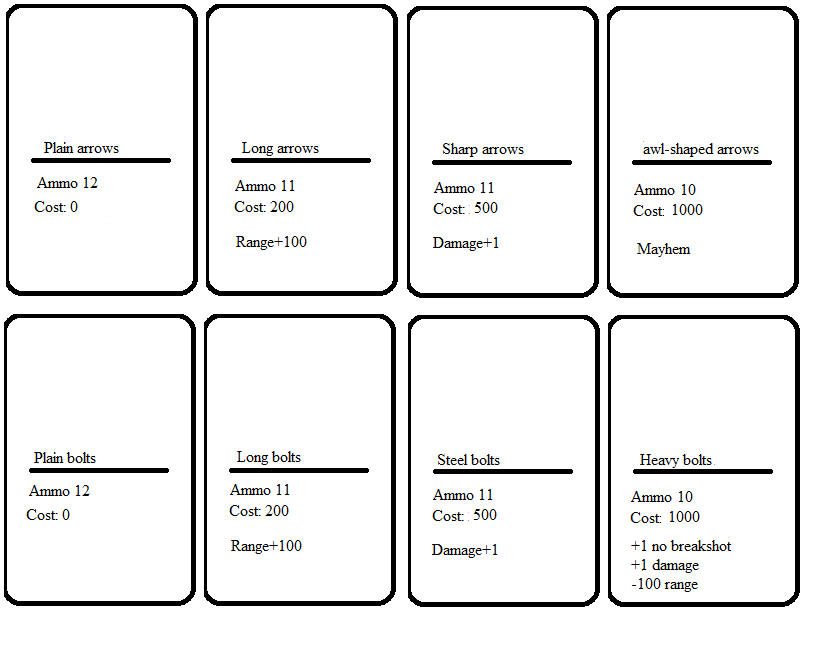 Plain arrows
Ammo 12
Cost: 0
Long arrows
Ammo 11
Cost: 200
Range+100
Sharp arrows
Ammo 11
Cost: 500
Damage+1
awl-shaped arrows
Ammo 10
Cost: 1000
Mayhem
Plain bolts
Ammo 12
Cost: 0
Long bolts
Ammo 11
Cost: 200
Range+100
Steel bolts
Ammo 11
Cost: 500
Damage+1
Heavy bolts
Ammo 10
Cost: 1000
+1 no breakshot
+1 damage
-100 range